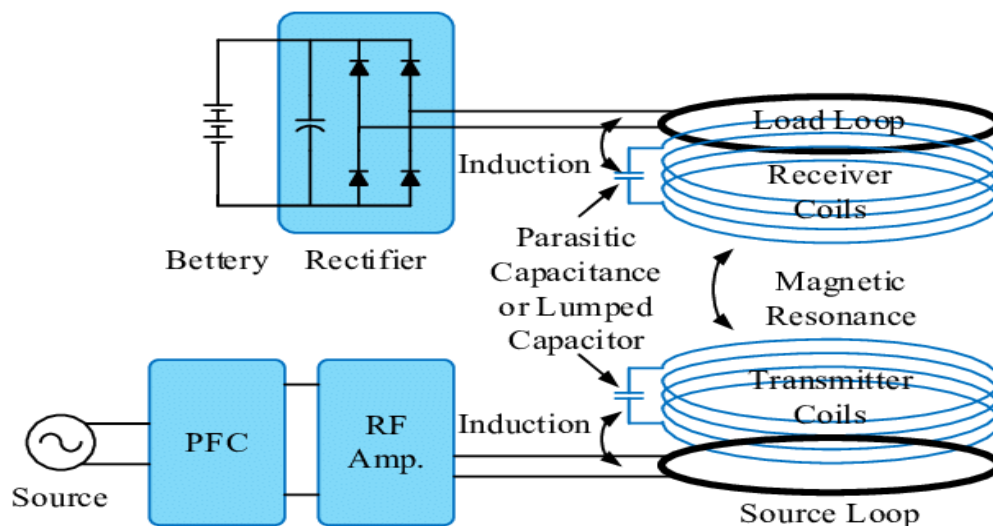 Load Loop
Induction
Receiver
Coils
Bettery
Rectifier
Parasitic
Capacitance
or Lumped
Capacitor
Magnetic
Resonance
Transmitter
Coils
PFC
RF
Amp.
Induction
Source
Source Loop